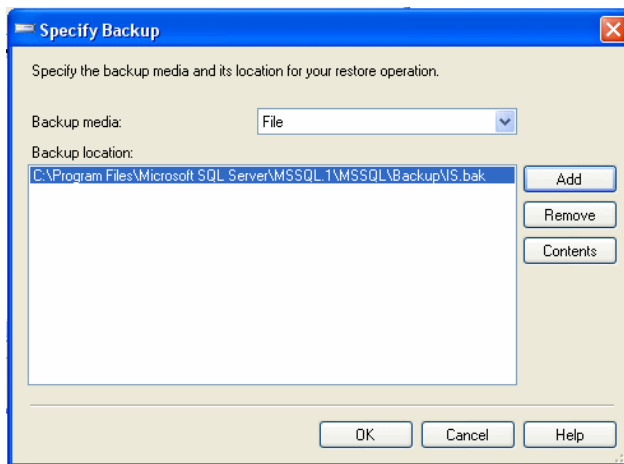 Specify Backup
Specify the backup media and its location for your restore operation.
Backup media:
File
Backup location:
C:\Program Files\Microsoft SQL Server\MSSQL.1\MSSQL\Backup\IS.bak
Add
Remove
Contents
OK
Cancel
Help